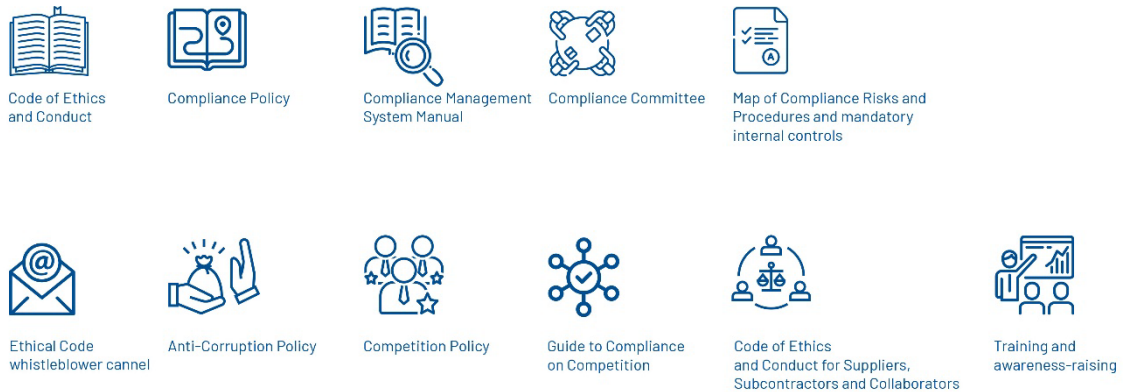 Code of Ethics
and Conduct
Compliance Policy
Compliance Management
System Manual
Compliance Committee
Map of Compliance Risks and
Procedures and mandatory
internal controls
A
@
Ethical Code
whistleblower cannel
Anti-Corruption Policy
Competition Policy
Guide to Compliance
on Competition
Code of Ethics
and Conduct for Suppliers,
Subcontractors and Collaborators
Training and
awareness-raising